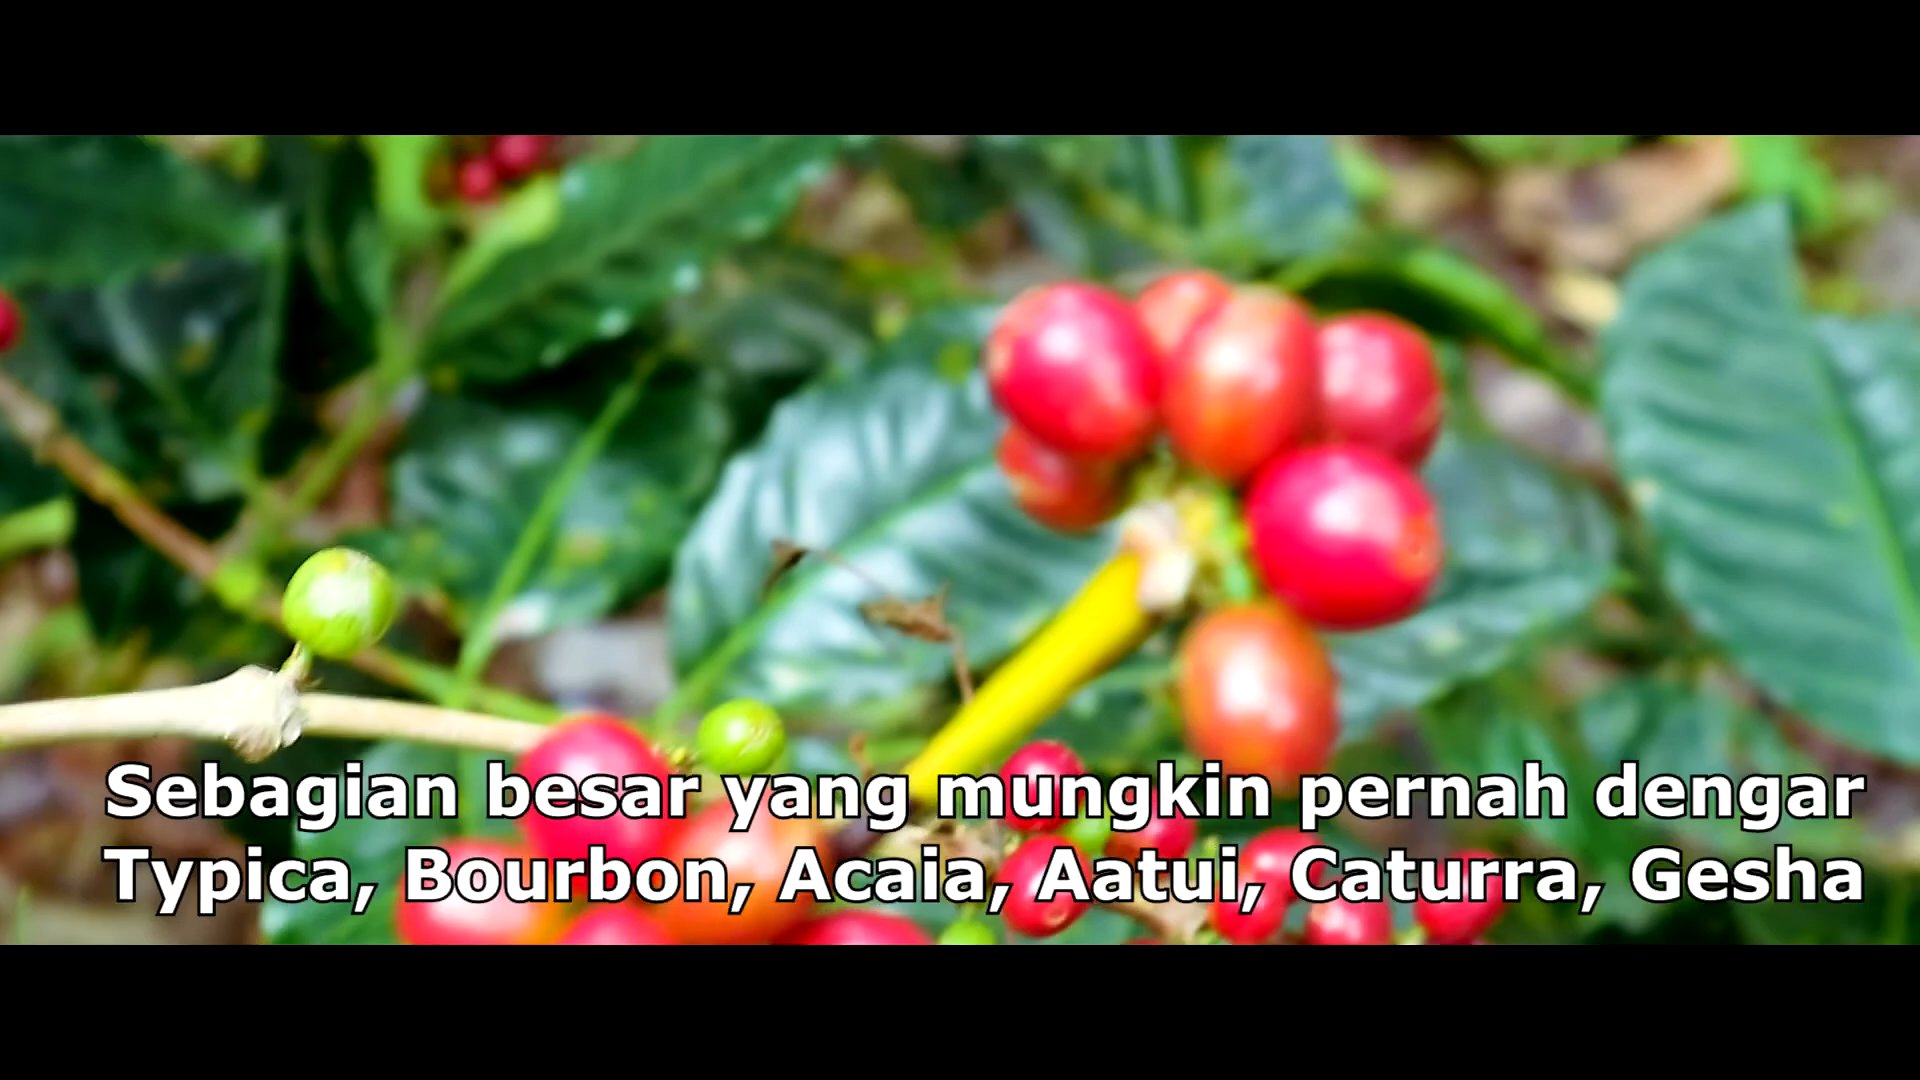 Sebagian besar yang mungkin pernah dengar
Typica, Bourbon, Acaia, Aatui, Caturra, Gesha